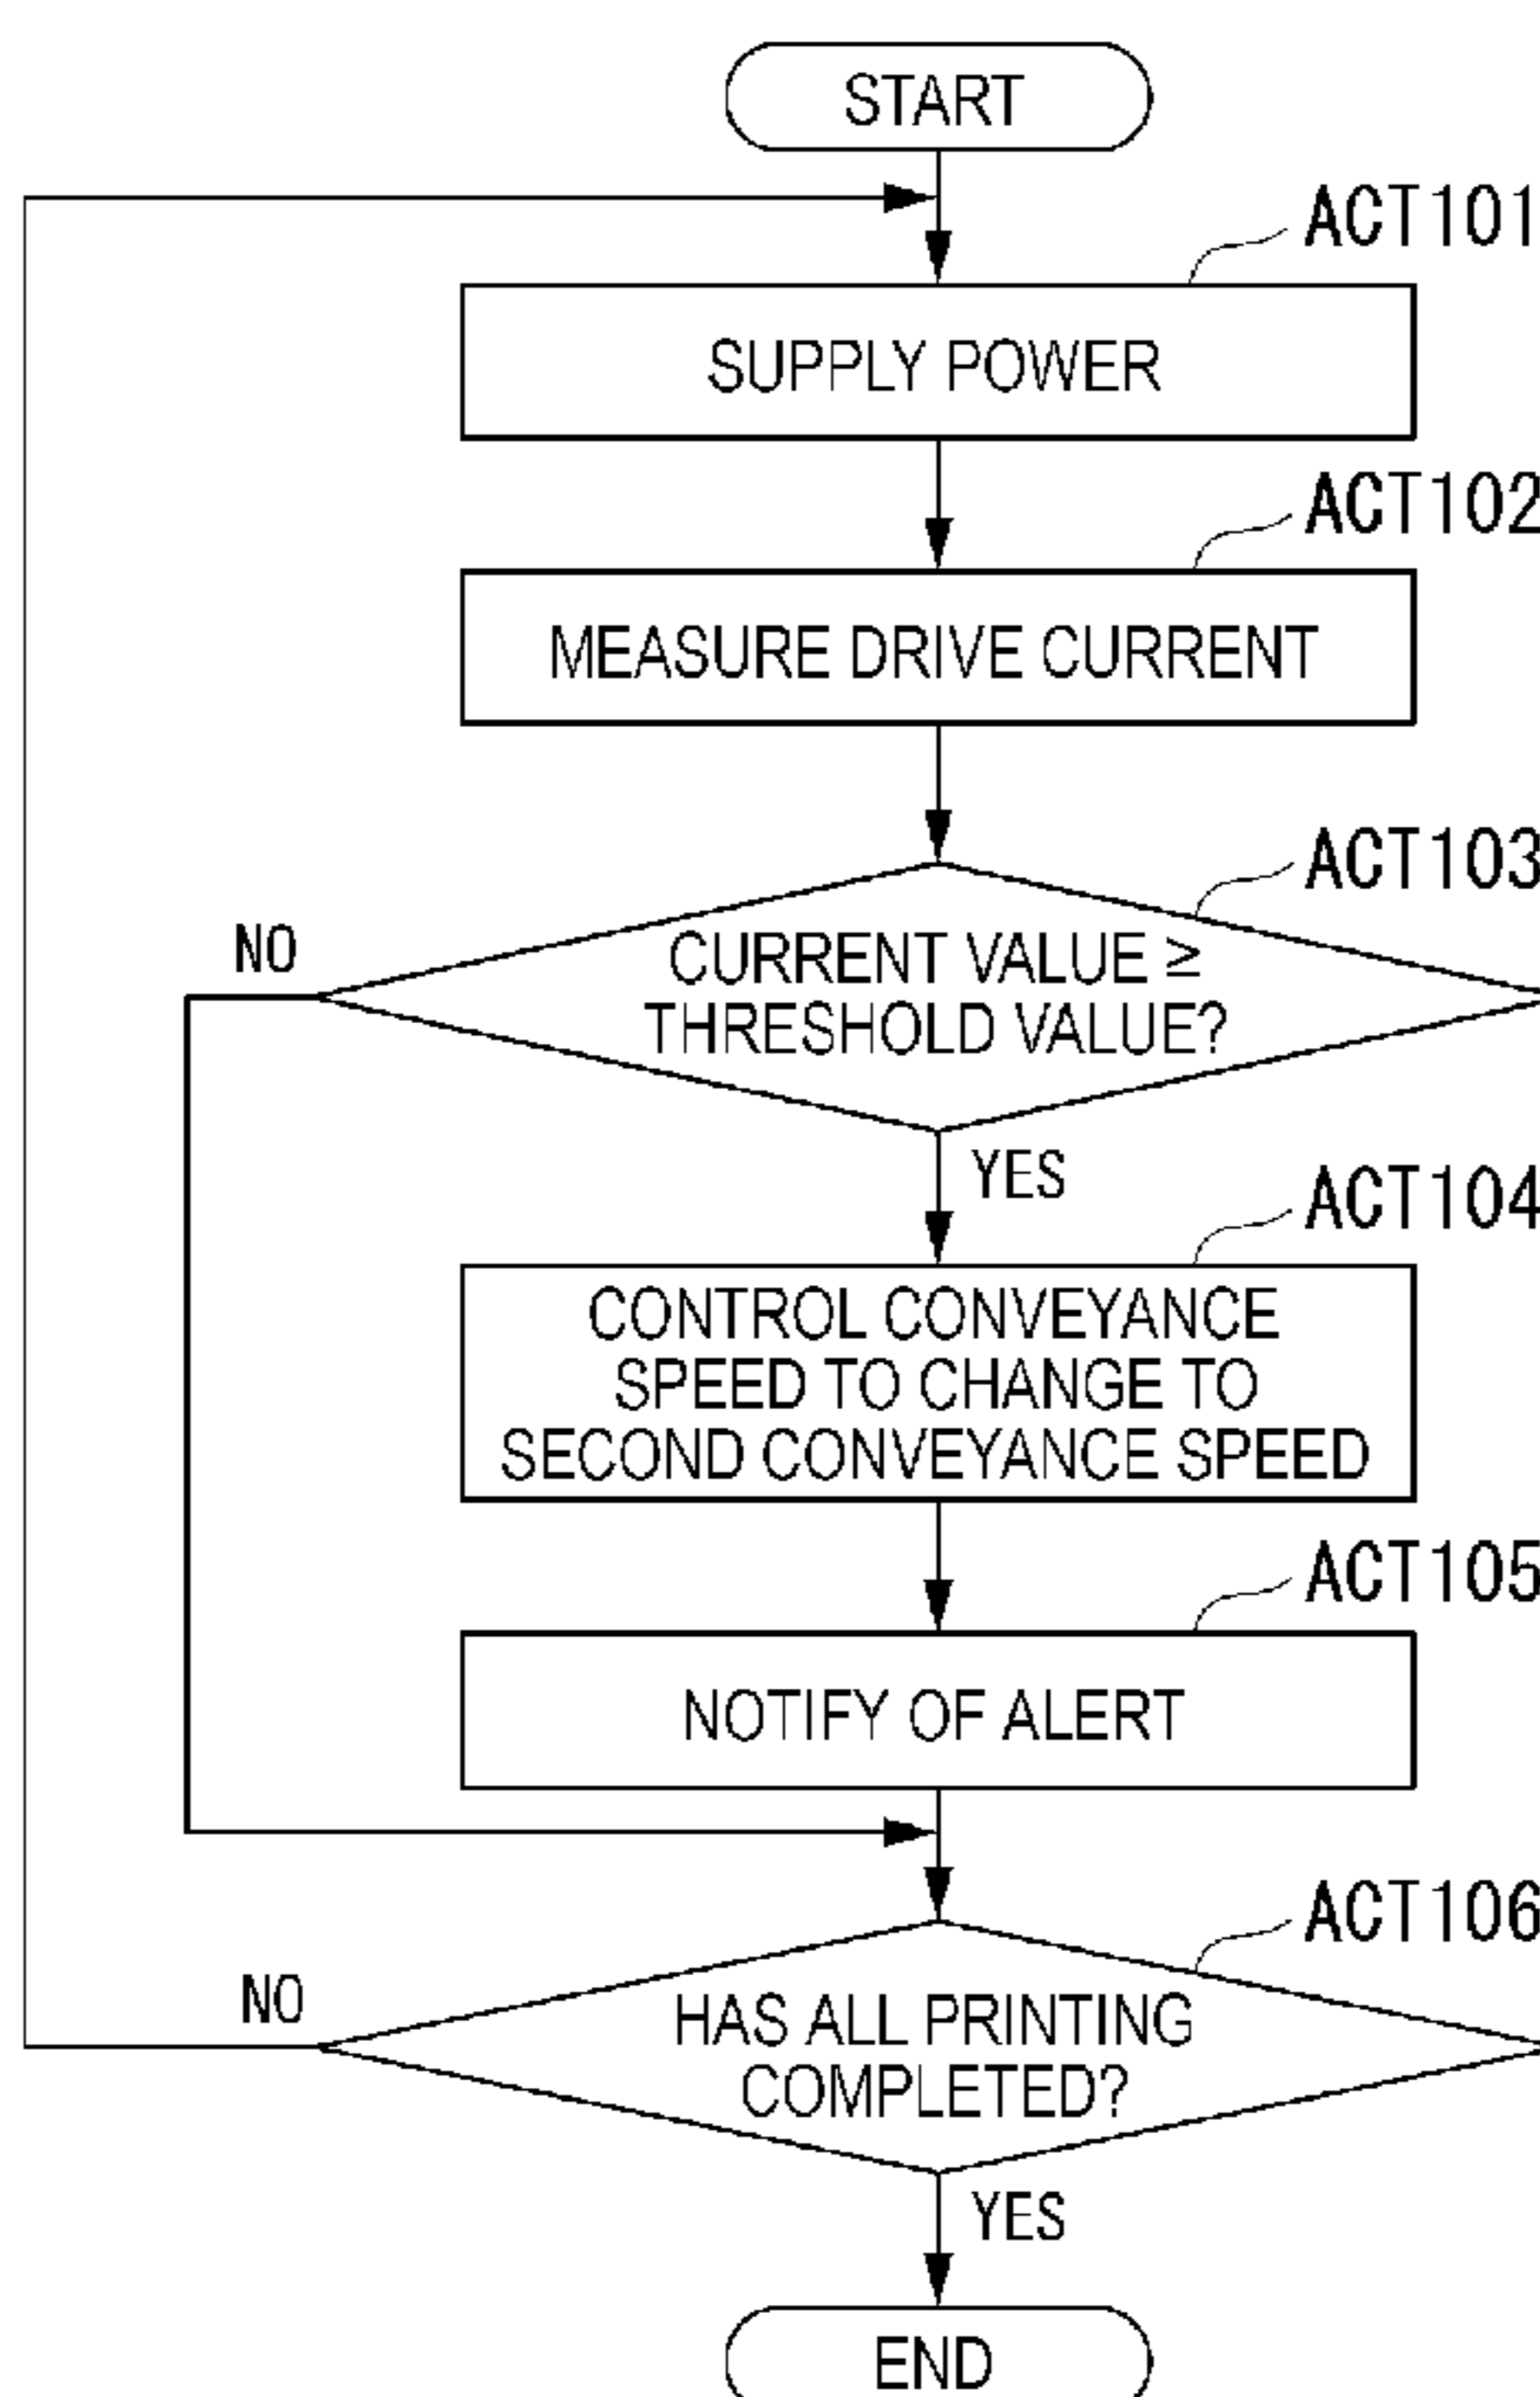 START
ACT101
SUPPLY POWER
ACT102
MEASURE DRIVE CURRENT
ACT103
NO
CURRENT VALUE ≥
THRESHOLD VALUE?
YES
ACT104
CONTROL CONVEYANCE
SPEED TO CHANGE TO
SECOND CONVEYANCE SPEED
ACT105
NOTIFY OF ALERT
ACT106
NO
HAS ALL PRINTING
COMPLETED?
YES
END